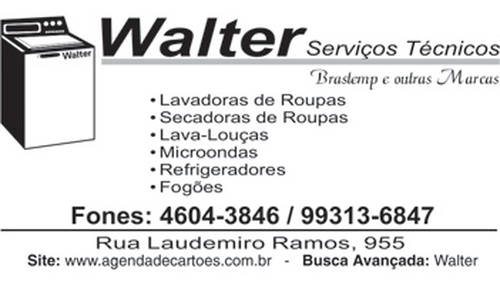 Walter
Walter Serviços Técnicos
Brastemp e outras Marcas
• Lavadoras de Roupas
• Secadoras de Roupas
• Lava-Louças
• Microondas
• Refrigeradores
• Fogões
Fones: 4604-3846 / 99313-6847
Rua Laudemiro Ramos, 955
Site: www.agendadecartoes.com.br - Busca Avançada: Walter